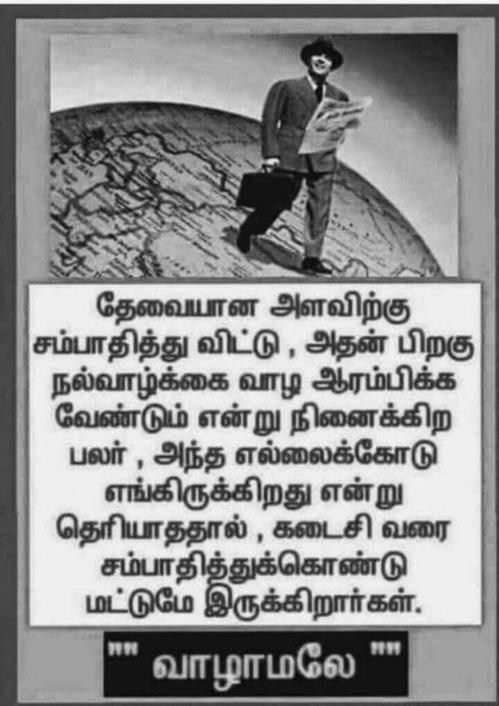 தேவையான அளவிற்கு
சம்பாதித்து விட்டு , அதன் பிறகு
நல்வாழ்க்கை வாழ ஆரம்பிக்க
வேண்டும் என்று நினைக்கிற
பலர் , அந்த எல்லைக்கோடு
எங்கிருக்கிறது என்று
தெரியாததால் , கடைசி வரை
சம்பாதித்துக்கொண்டு
மட்டுமே இருக்கிறார்கள்.
"" வாழாமலே ""